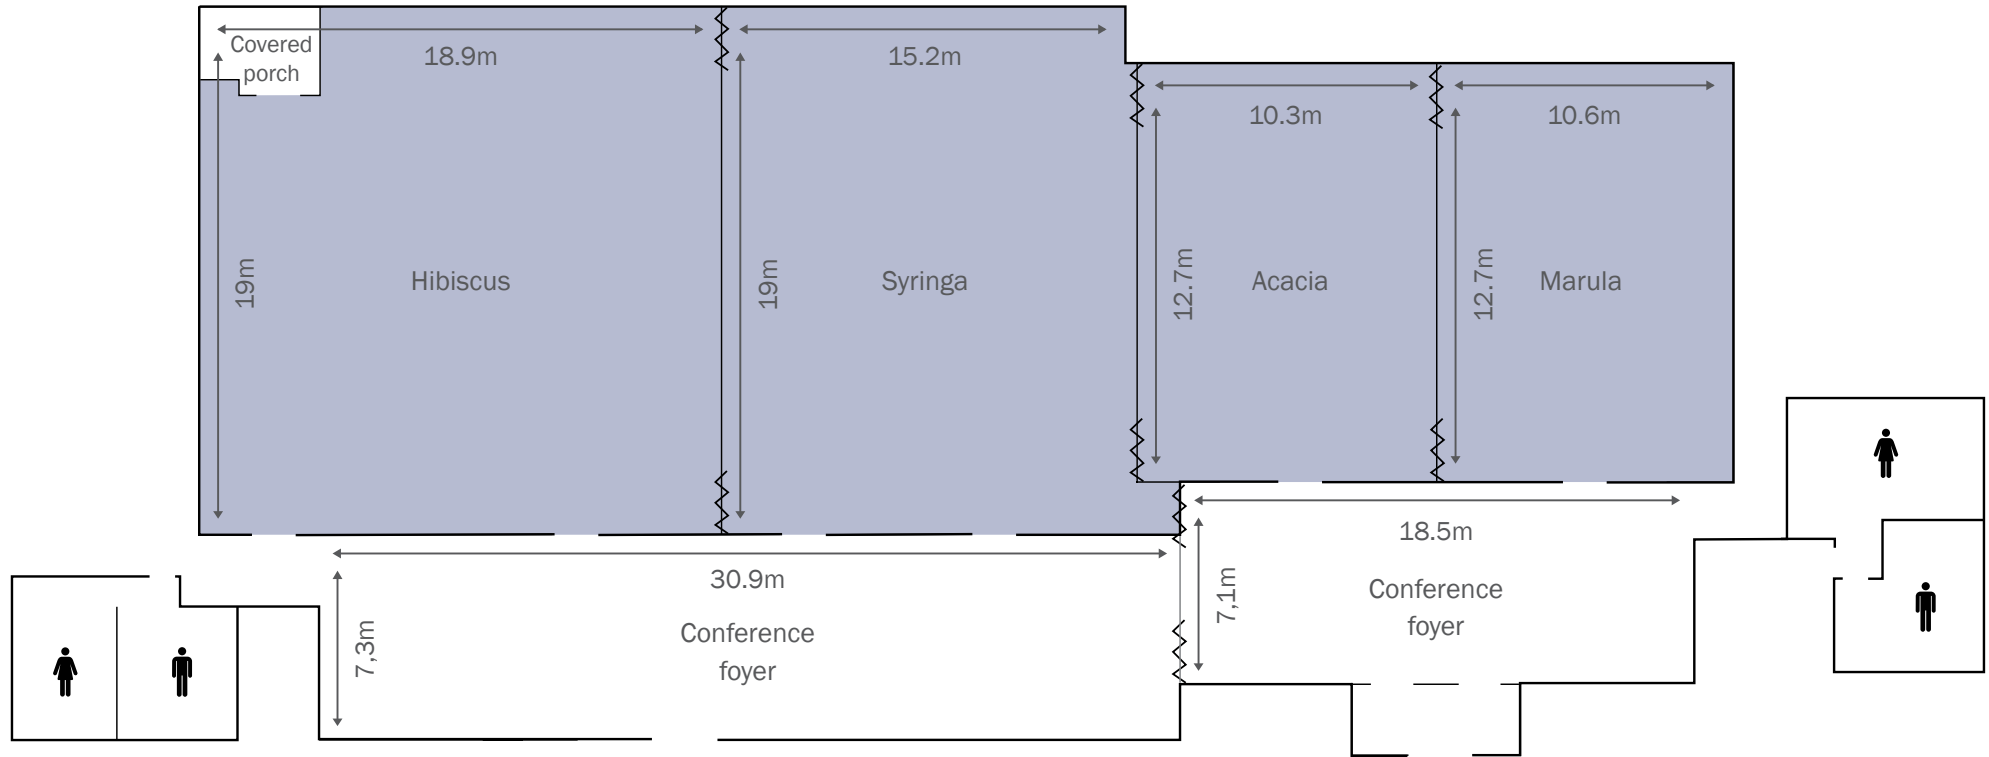 Covered
porch
18.9m
15.2m
10.3m
10.6m
19m
Hibiscus
19m
Syringa
12.7m
Acacia
12.7m
Marula
30.9m
7,3m
Conference
foyer
18.5m
7,1m
Conference
foyer